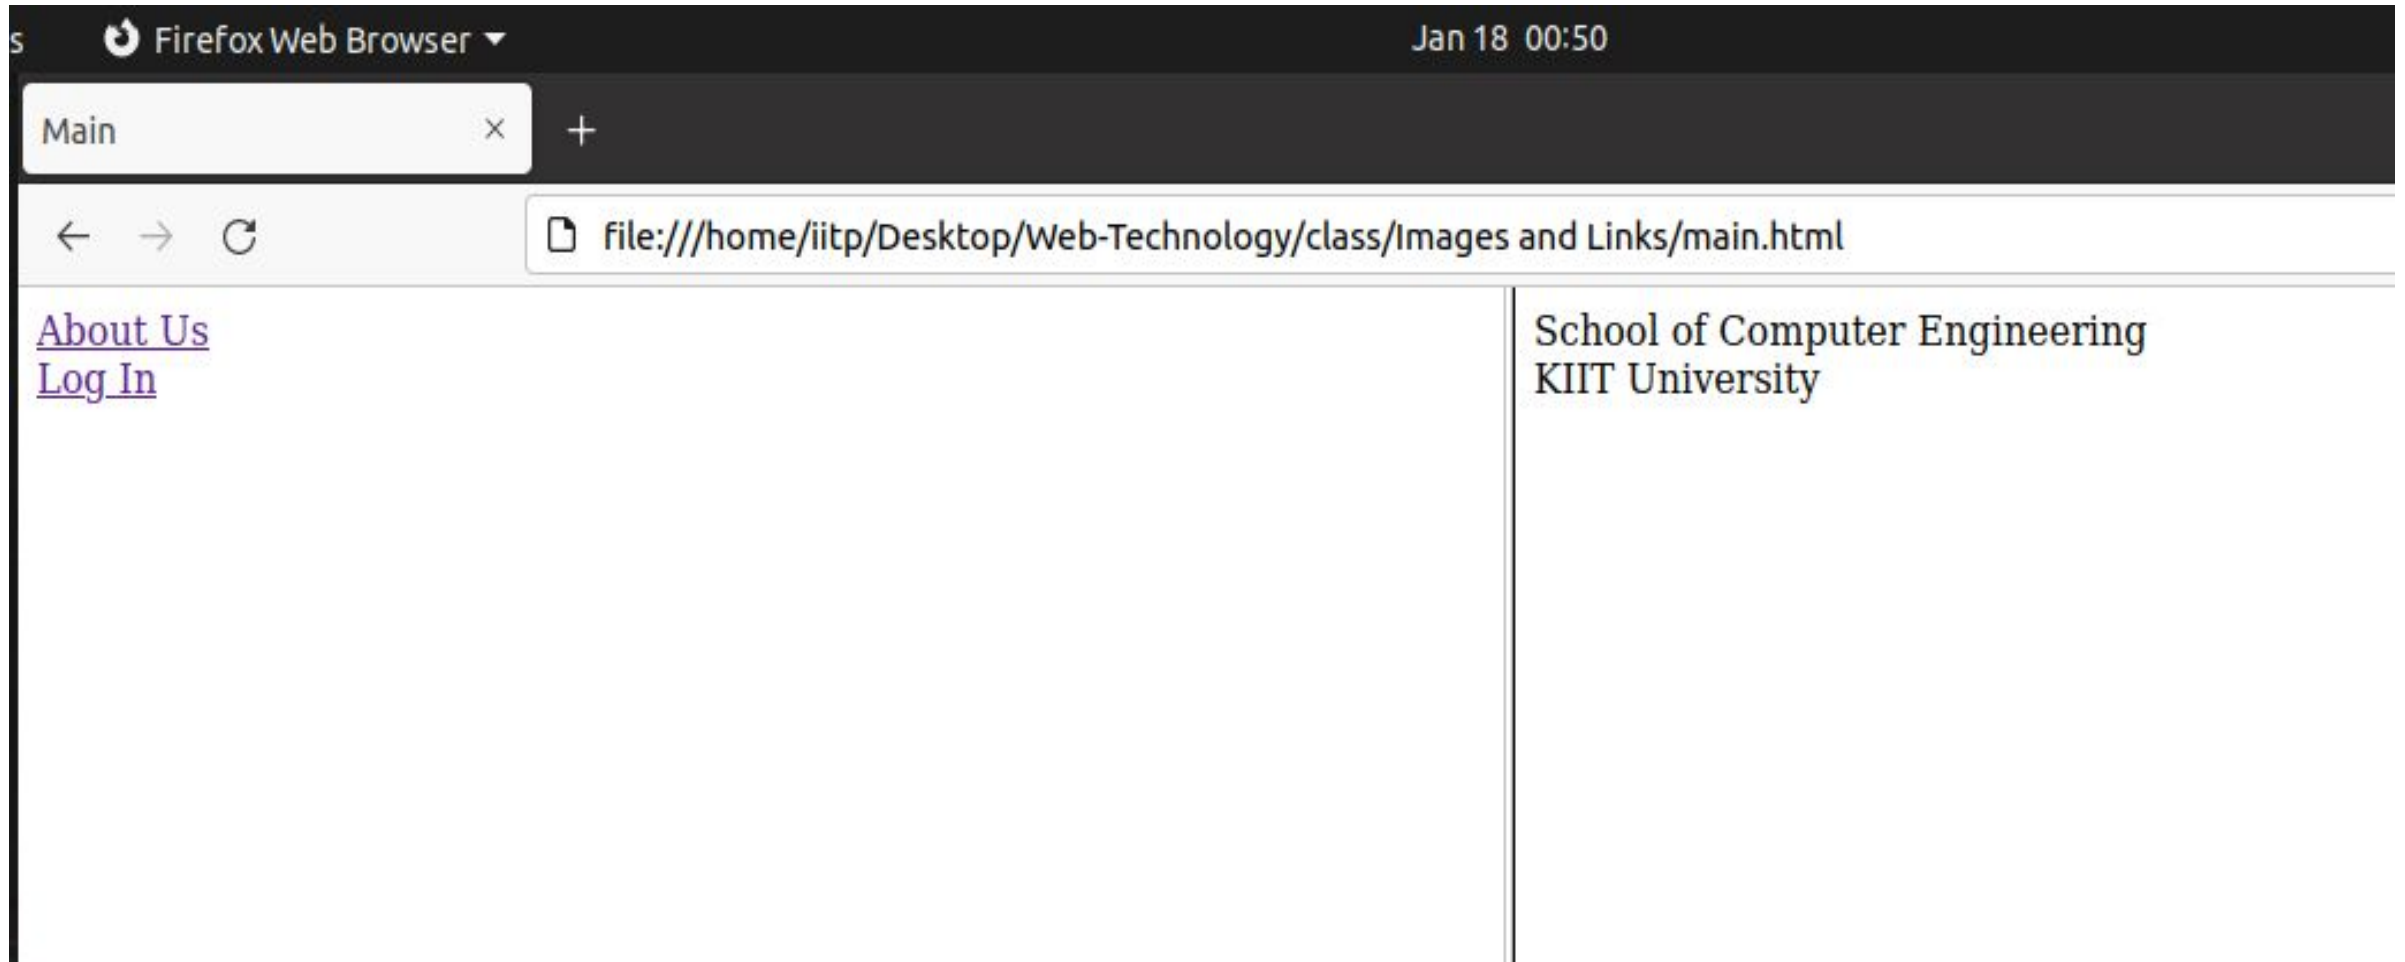 s Firefox Web Browser Jan 18 00:50
Main
file:///home/iitp/Desktop/Web-Technology/class/Images and Links/main.html
About Us
Log In
School of Computer Engineering
KIIT University